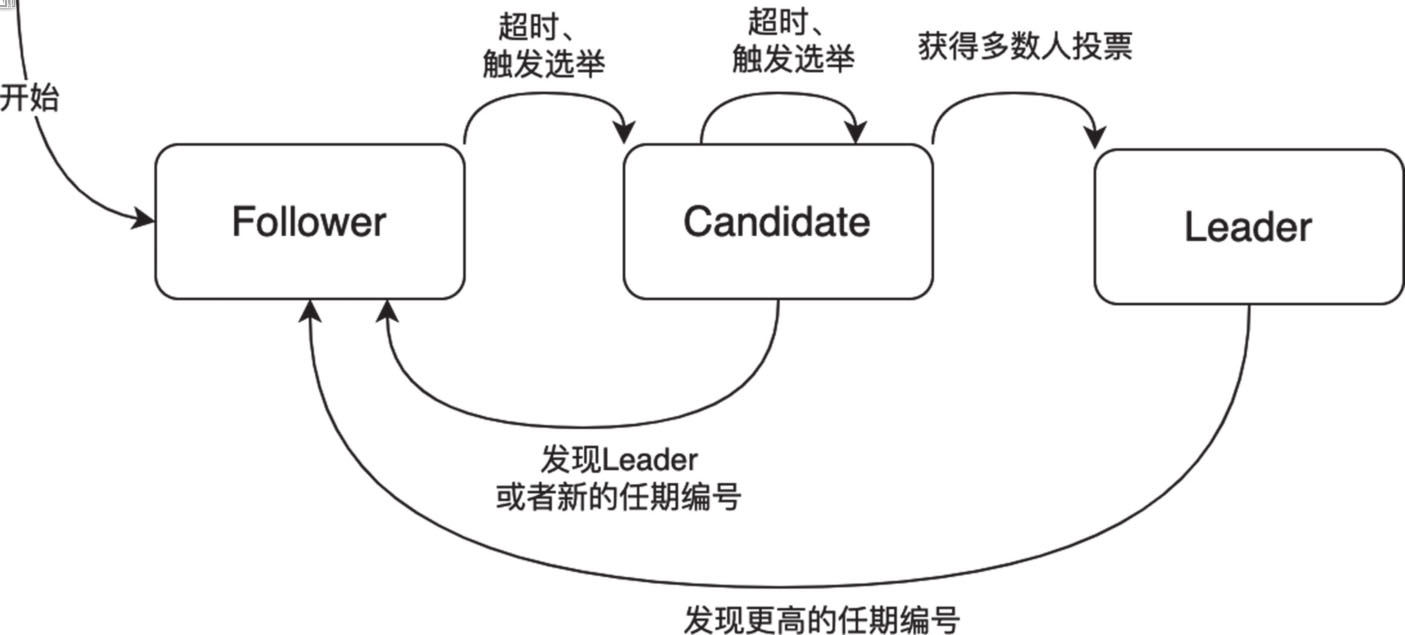 超时、
触发选举
超时、
触发选举
获得多数人投票
开始
Follower
Candidate
Leader
发现Leader
或者新的任期编号
发现更高的任期编号